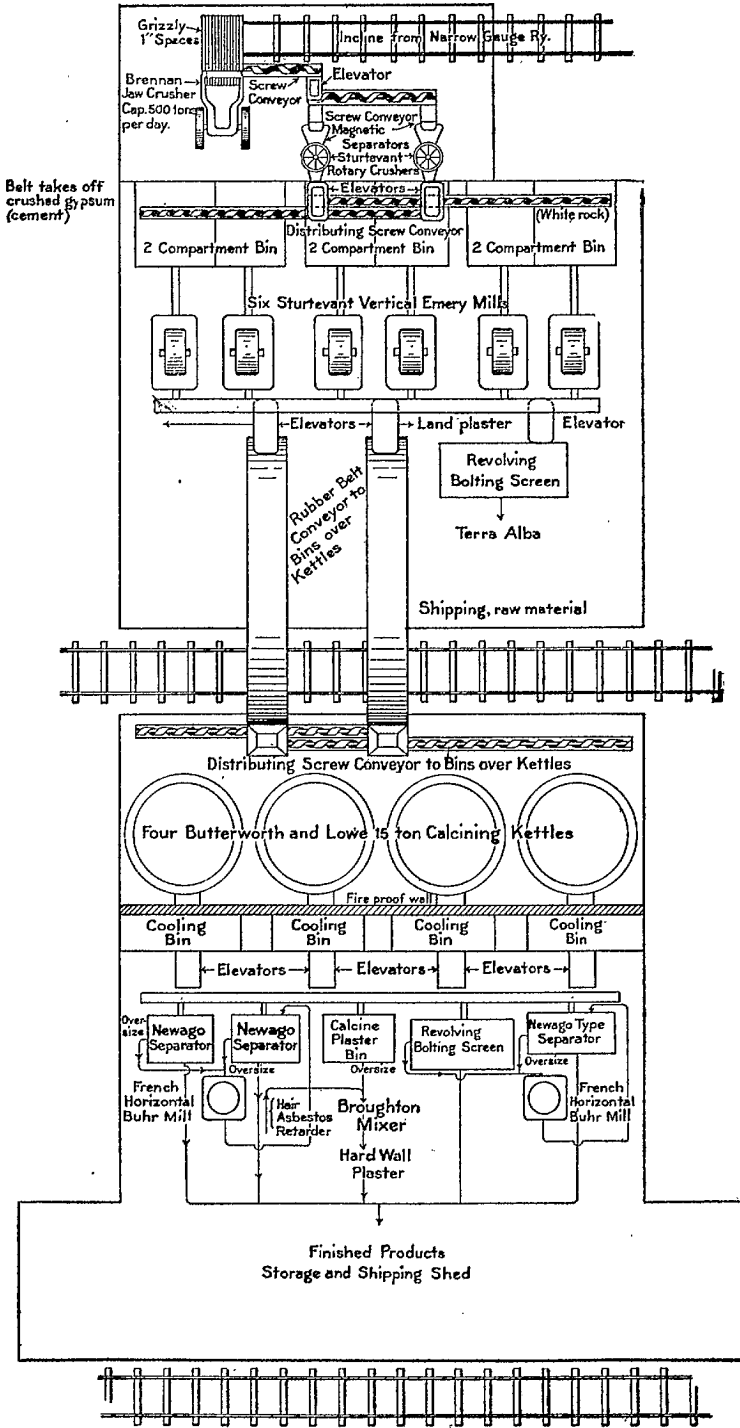 Grizzly
1" Spaces
Incline from Narrow Gauge Ry.
Elevator
Brennan
Jaw Crusher
Cap. 500 tons
per day.
Screw
Conveyor
Screw Conveyor
Magnetic
Separators
Sturtevant
Rotary Crushers
Belt takes off
crushed gypsum
(cement)
Elevators
(White rock)
Distributing Screw Conveyor
2 Compartment Bin
2 Compartment Bin
2 Compartment Bin
Six Sturtevant Vertical Emery Mills
Elevators
Land plaster
Elevator
Revolving
Bolting Screen
Rubber Belt
Conveyor to
Bins over
Kettles
Terra Alba
Shipping, raw material
Distributing Screw Conveyor to Bins over Kettles
Four Butterworth and Lowe 15 ton Calcining Kettles
Fire proof wall
Cooling
Bin
Cooling
Bin
Cooling
Bin
Cooling
Bin
Elevators
Elevators
Elevators
Over-
size
Newago
Separator
Newago
Separator
Calcine
Plaster
Bin
Revolving
Bolting Screen
Newago Type
Separator
Oversize
Oversize
Oversize
French
Horizontal
Buhr Mill
Hair
Asbestos
Retarder
Broughton
Mixer
French
Horizontal
Buhr Mill
Hard Wall
Plaster
Finished Products
Storage and Shipping Shed